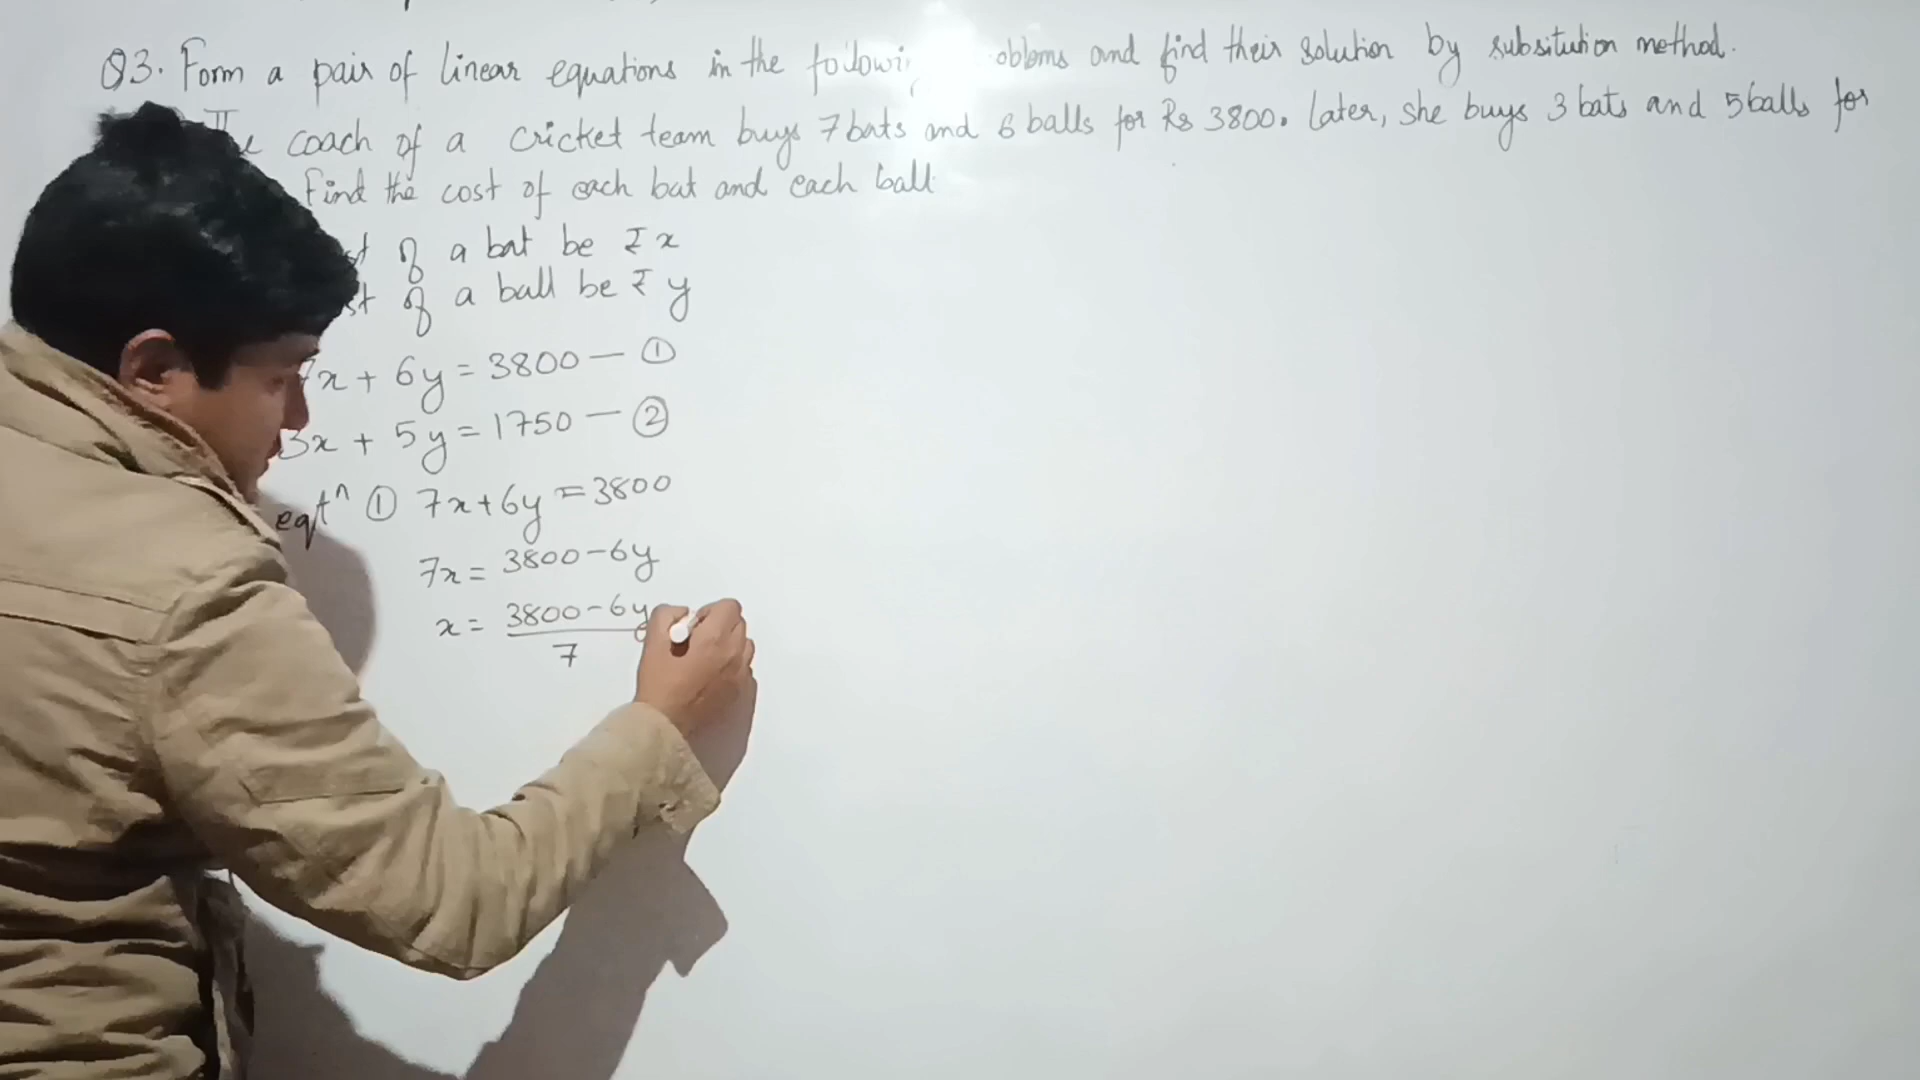 Q3. Form a pair of linear equations in the and find their solution by subsitution method.
coach of a cricket team buys 7 bats and 6 balls for Rs 3800. Later, she buys 3 bats and 5 balls for
Find the cost of each bat and each ball
of a bat be ₹ x
of a ball be ₹ y
7x + 6y = 3800 — ①
3x + 5y = 1750 — ②
eqtⁿ ① 7x + 6y = 3800
7x = 3800 - 6y
x = 3800 - 6y
7